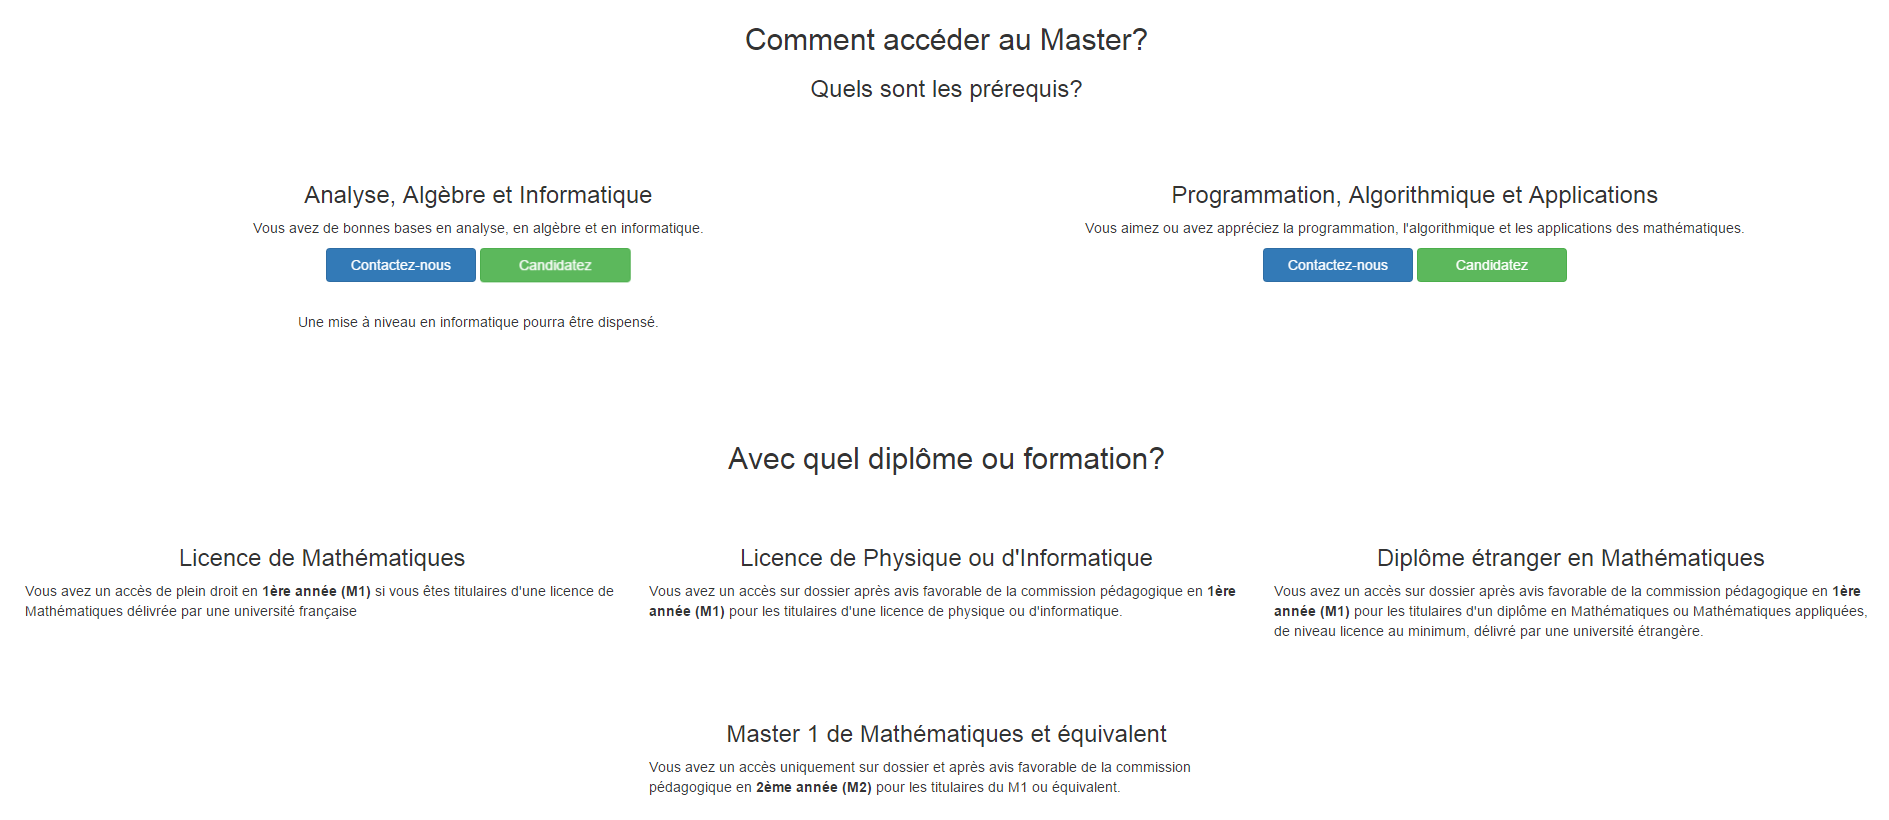 Comment accéder au Master?
Quels sont les prérequis?
Analyse, Algèbre et Informatique
Vous avez de bonnes bases en analyse, en algèbre et en informatique.
Contactez-nous Candidatez
Une mise à niveau en informatique pourra être dispensé.
Programmation, Algorithmique et Applications
Vous aimez ou avez appréciez la programmation, l'algorithmique et les applications des mathématiques.
Contactez-nous Candidatez
Avec quel diplôme ou formation?
Licence de Mathématiques
Vous avez un accès de plein droit en 1ère année (M1) si vous êtes titulaires d'une licence de
Mathématiques délivrée par une université française
Licence de Physique ou d'Informatique
Vous avez un accès sur dossier après avis favorable de la commission pédagogique en 1ère
année (M1) pour les titulaires d'une licence de physique ou d'informatique.
Diplôme étranger en Mathématiques
Vous avez un accès sur dossier après avis favorable de la commission pédagogique en 1ère
année (M1) pour les titulaires d'un diplôme en Mathématiques ou Mathématiques appliquées,
de niveau licence au minimum, délivré par une université étrangère.
Master 1 de Mathématiques et équivalent
Vous avez un accès uniquement sur dossier et après avis favorable de la commission
pédagogique en 2ème année (M2) pour les titulaires du M1 ou équivalent.